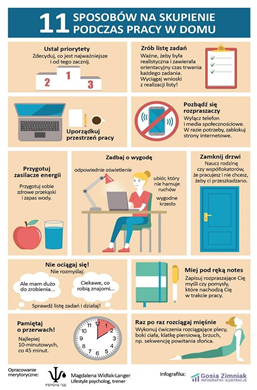 11 SPOSOBÓW NA SKUPIENIE
PODCZAS PRACY W DOMU
Ustal priorytety
Zdecyduj, co jest najważniejsze
i od tego zacznij.
2 1 3
Zrób listę zadań
Zadbaj, żeby była
realistyczna i zawierała
orientacyjny czas trwania
każdego zadania.
Wyciągaj wnioski
z realizacji listy!
Uporządkuj
przestrzeń pracy
Pozbądź się
rozpraszaczy
Wyłącz telefon
i media społecznościowe.
W razie potrzeby, zablokuj
strony internetowe.
Przygotuj
zasilacze energii
Przygotuj sobie
zdrowe przekąski
i zapas wody.
Zadbaj o wygodę
odpowiednie oświetlenie
ubiór, który
nie hamuje
ruchów
wygodne
krzesło
Zamknij drzwi
Naucz rodzinę
czy współlokatorów,
że pracujesz i nie chcesz,
żeby ci przeszkadzano.
Nie ociągaj się!
Nie rozmyślaj:
Ale mam dużo
do zrobienia...
Ciekawe, co
robią znajomi...
Sprawdź listę zadań i działaj!
Miej pod ręką notes
Zapisuj rozpraszające Cię
myśli czy pomysły,
które nachodzą Cię
w trakcie pracy.
Pamiętaj
o przerwach!
Najlepiej
10-minutowych,
co 45 minut.
Raz po raz rozciągaj mięśnie
Wykonuj ćwiczenia rozciągające plecy,
boki ciała, klatkę piersiową, brzuch,
np. sekwencję powitania słońca.
Opracowanie
merytoryczne:
Magdalena Widłak-Langer
Lifestyle psycholog, trener
Infografika:
Gosia Zimniak
INFOGRAFIKI I ILUSTRACJE